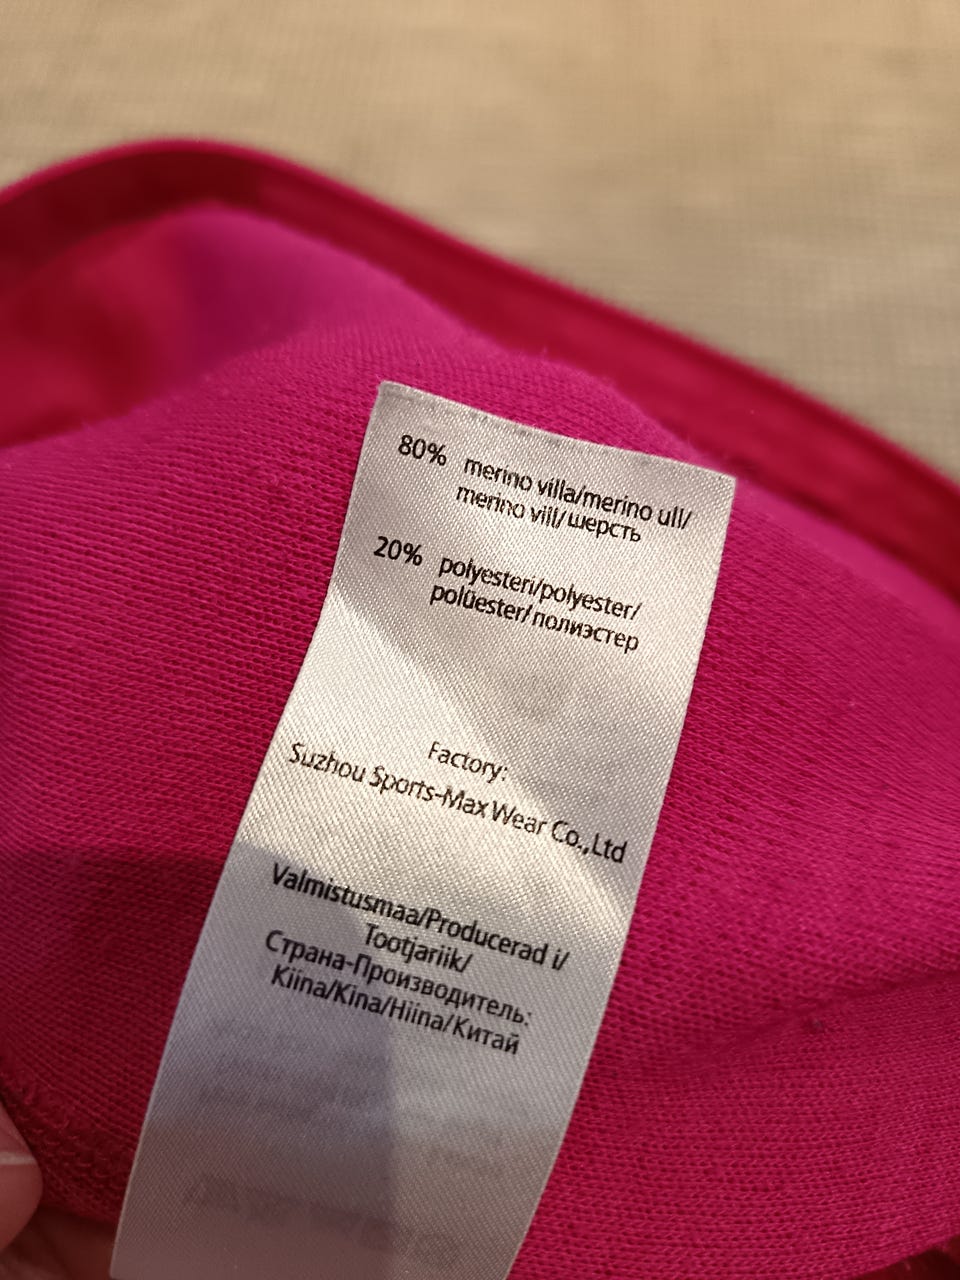 80% merino villa/merino ull/
merino vill/шерсть
20% polyesteri/polyester/
polüester/полиэстер
Factory:
Suzhou Sports-Max Wear Co.,Ltd
Valmistusmaa/Producerad i/
Tootjariik/
Страна-Производитель:
Kiina/Kina/Hiina/Китай